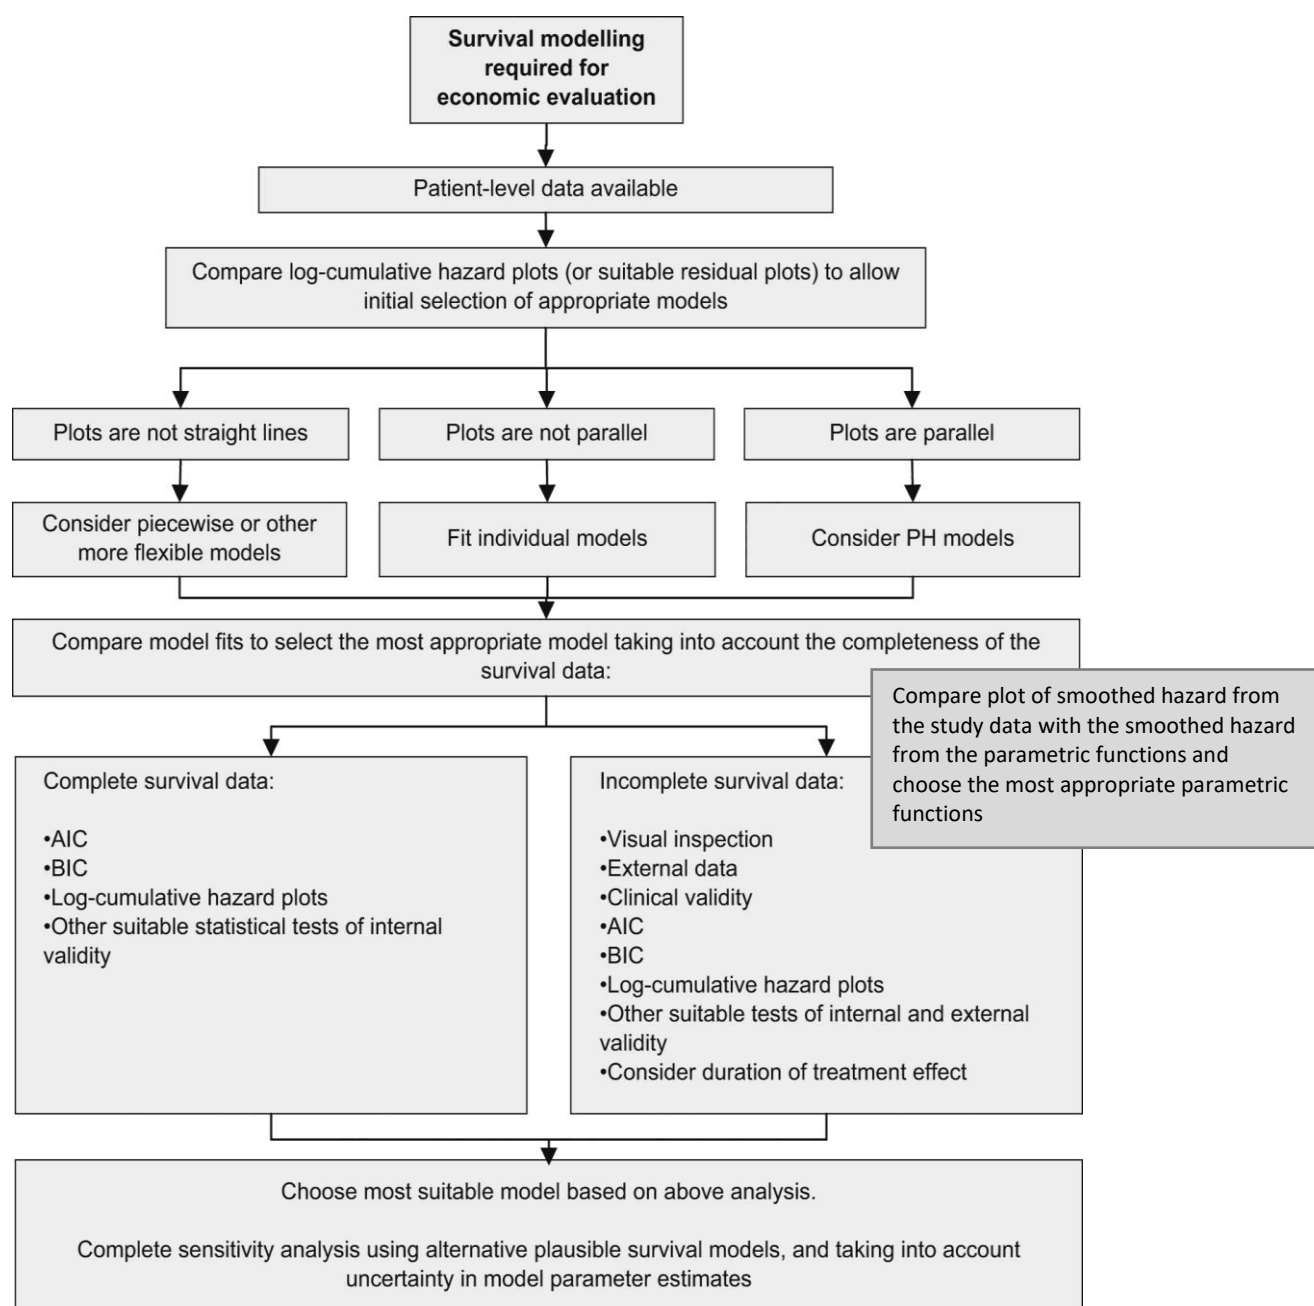 Survival modelling
required for
economic evaluation
Patient-level data available
Compare log-cumulative hazard plots (or suitable residual plots) to allow
initial selection of appropriate models
Plots are not straight lines
Plots are not parallel
Plots are parallel
Consider piecewise or other
more flexible models
Fit individual models
Consider PH models
Compare model fits to select the most appropriate model taking into account the completeness of the
survival data:
Compare plot of smoothed hazard from
the study data with the smoothed hazard
from the parametric functions and
choose the most appropriate parametric
functions
Complete survival data:
•AIC
•BIC
•Log-cumulative hazard plots
•Other suitable statistical tests of internal
validity
Incomplete survival data:
•Visual inspection
•External data
•Clinical validity
•AIC
•BIC
•Log-cumulative hazard plots
•Other suitable tests of internal and external
validity
•Consider duration of treatment effect
Choose most suitable model based on above analysis.
Complete sensitivity analysis using alternative plausible survival models, and taking into account
uncertainty in model parameter estimates